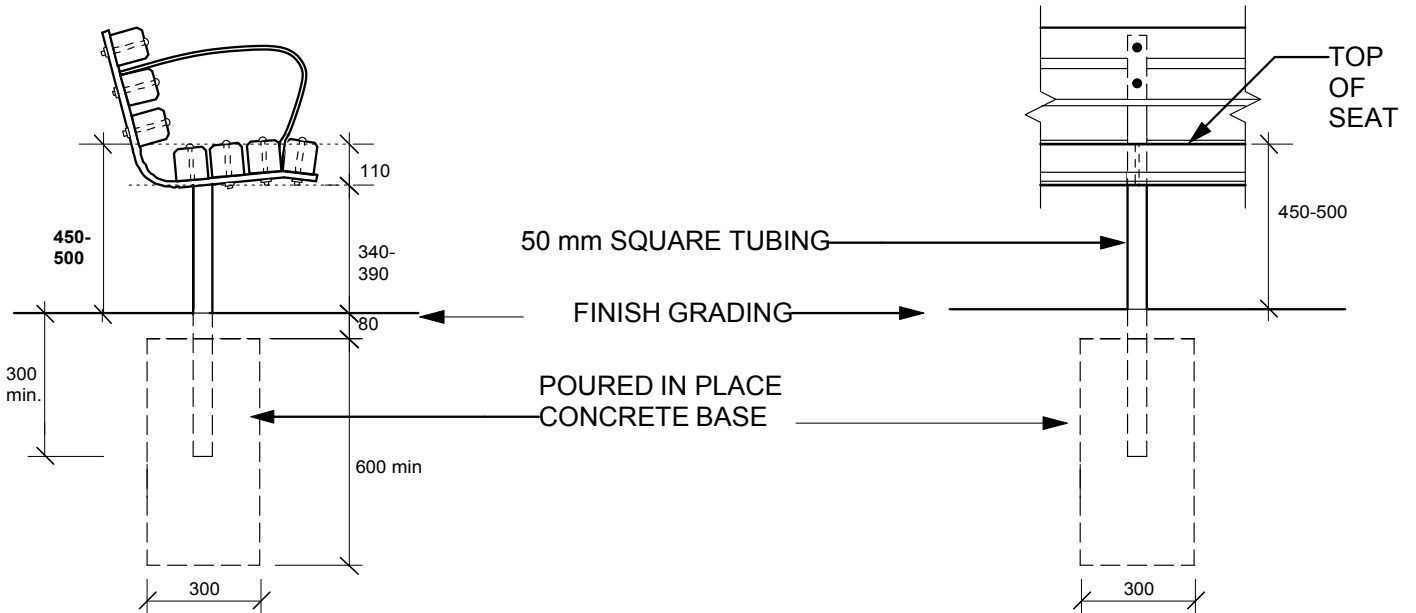 TOP
OF
SEAT
110
450-
500
340-
390
450-500
50 mm SQUARE TUBING
FINISH GRADING
80
300
min.
POURED IN PLACE
CONCRETE BASE
600 min
300
300